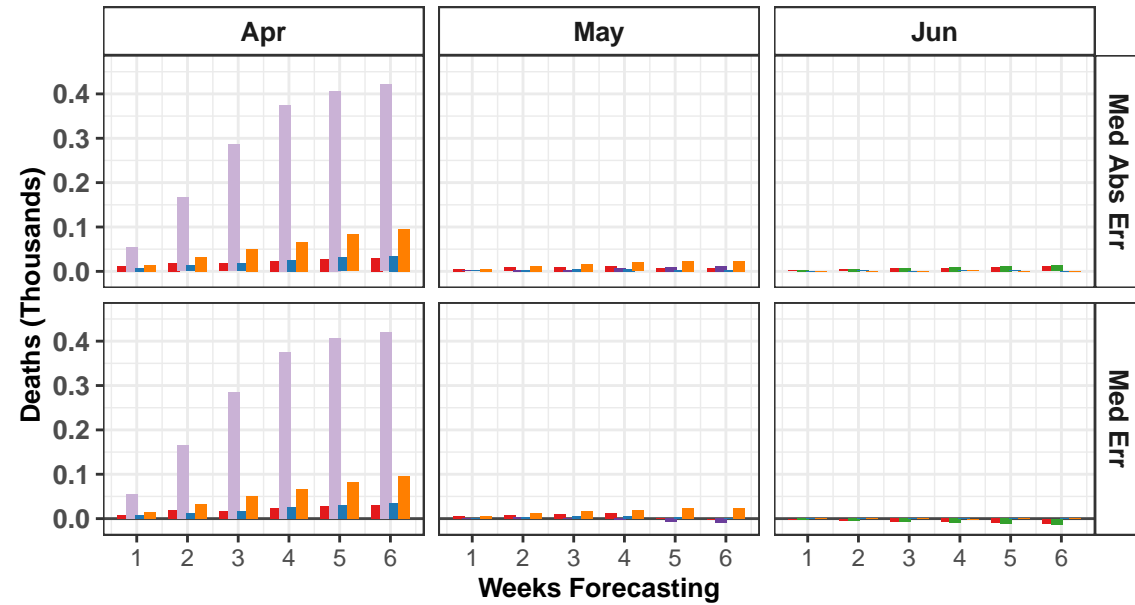 Apr May Jun
0.4
0.3
0.2
0.1
0.0
Med Abs Err
0.4
0.3
0.2
0.1
0.0
Med Err
Deaths (Thousands)
1 2 3 4 5 6 1 2 3 4 5 6 1 2 3 4 5 6
Weeks Forecasting